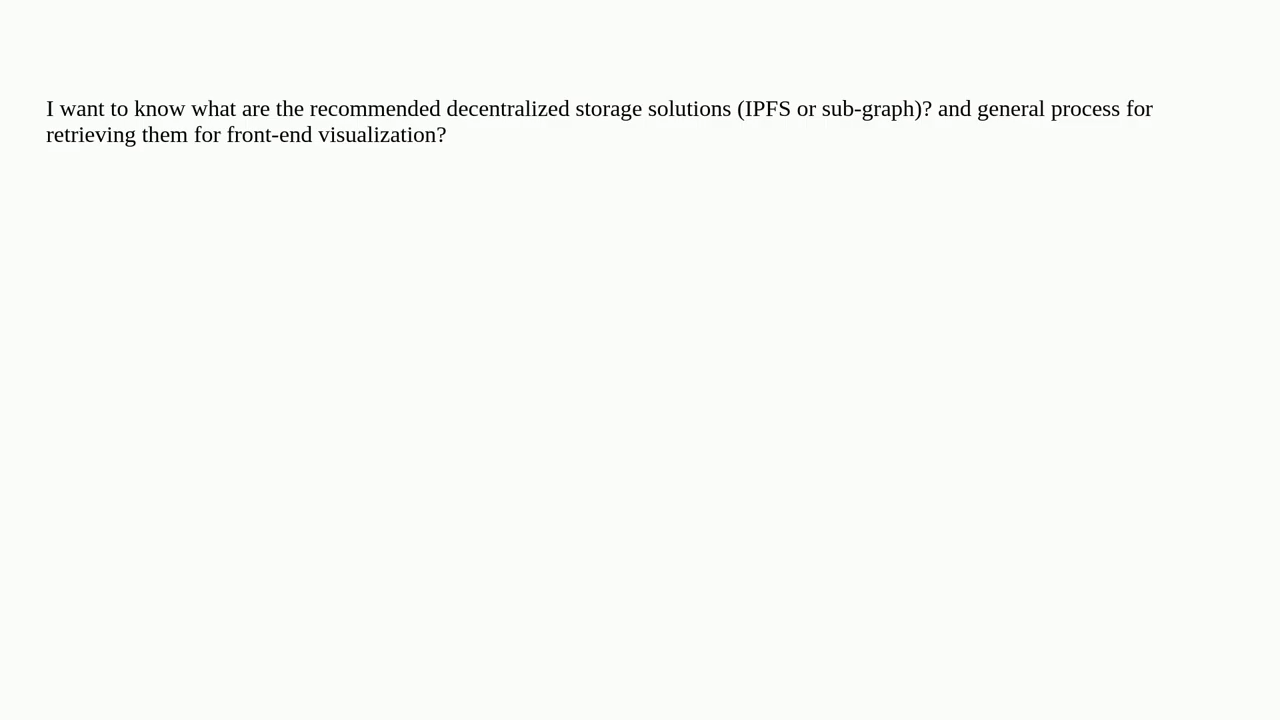 I want to know what are the recommended decentralized storage solutions (IPFS or sub-graph)? and general process for
retrieving them for front-end visualization?